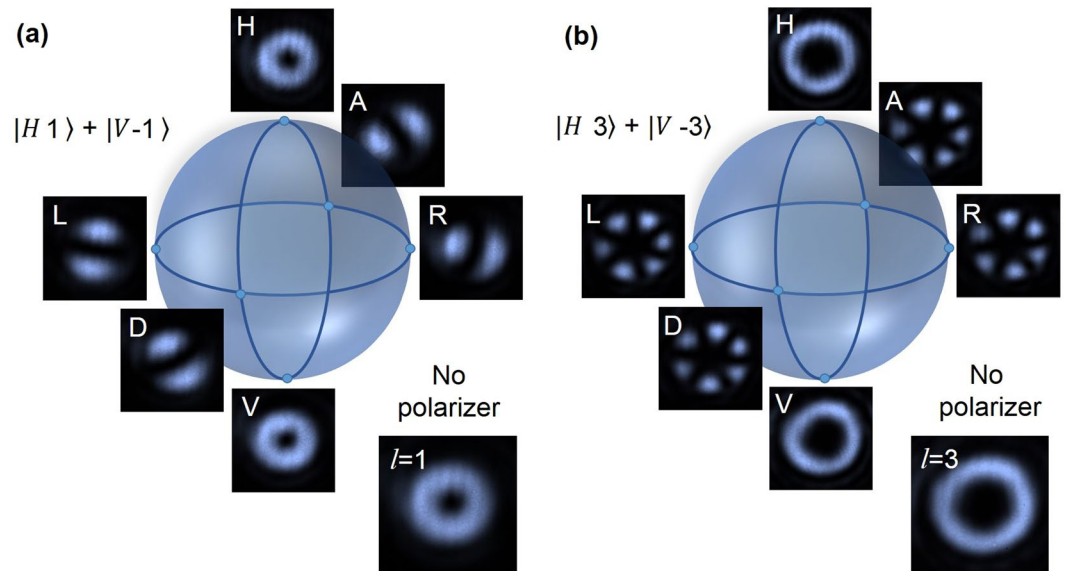 (a)
H
A
|H 1⟩ + |V-1⟩
L
R
D
V
No
polarizer
l=1
(b)
H
A
|H 3⟩ + |V -3⟩
L
R
D
V
No
polarizer
l=3